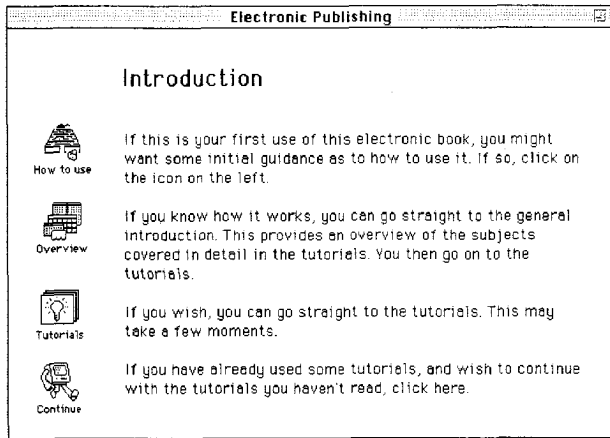 Electronic Publishing
Introduction
How to use
If this is your first use of this electronic book, you might
want some initial guidance as to how to use it. If so, click on
the icon on the left.
Overview
If you know how it works, you can go straight to the general
introduction. This provides an overview of the subjects
covered in detail in the tutorials. You then go on to the
tutorials.
Tutorials
If you wish, you can go straight to the tutorials. This may
take a few moments.
Continue
If you have already used some tutorials, and wish to continue
with the tutorials you haven't read, click here.